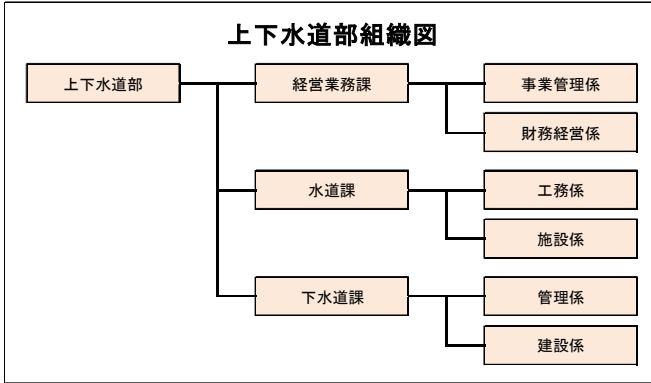 上下水道部組織図
上下水道部
経営業務課
事業管理係
財務経営係
水道課
工務係
施設係
下水道課
管理係
建設係